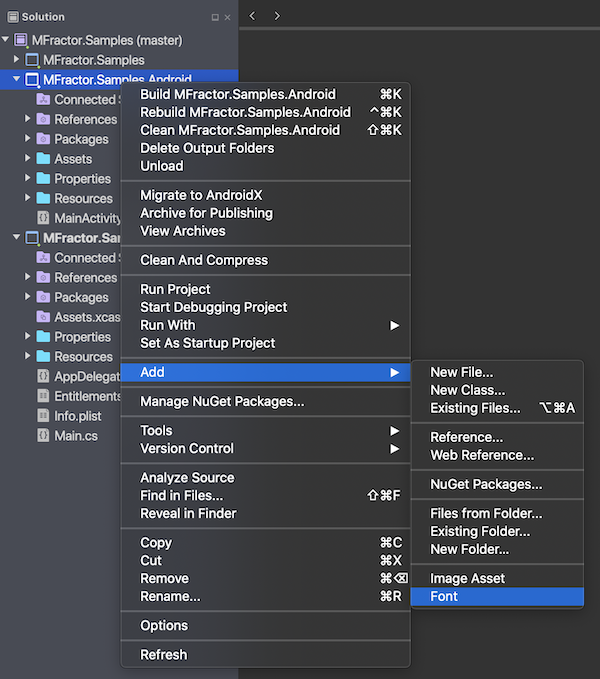 Solution
MFractor.Samples (master)
MFractor.Samples
MFractor.Samples.Android
Connected S
References
Packages
Assets
Properties
Resources
MainActivity
MFractor.Sa
Connected S
References
Packages
Assets.xcas
Properties
Resources
AppDelegat
Entitlements
Info.plist
Main.cs
Build MFractor.Samples.Android ⌘K
Rebuild MFractor.Samples.Android ^⌘K
Clean MFractor.Samples.Android ⇧⌘K
Delete Output Folders
Unload
Migrate to AndroidX
Archive for Publishing
View Archives
Clean And Compress
Run Project
Start Debugging Project
Run With
Set As Startup Project
Add
Manage NuGet Packages...
Tools
Version Control
Analyze Source
Find in Files... ⇧⌘F
Reveal in Finder
Copy ⌘C
Cut ⌘X
Remove ⌘⌫
Rename... ⌘R
Options
Refresh
New File...
New Class...
Existing Files... ⌥⌘A
Reference...
Web Reference...
NuGet Packages...
Files from Folder...
Existing Folder...
New Folder...
Image Asset
Font